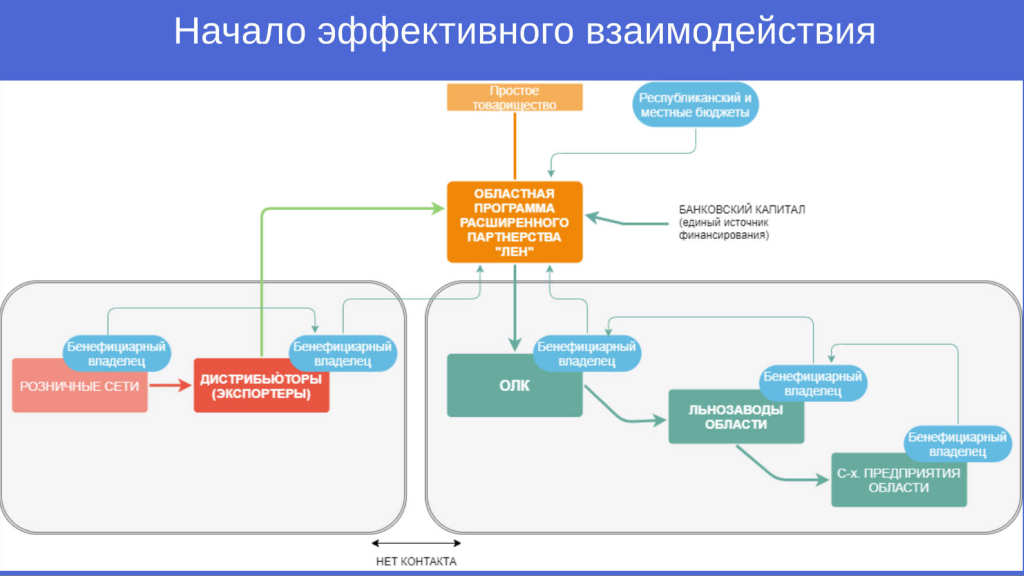 Начало эффективного взаимодействия
Простое
товарищество
Республиканский и
местные бюджеты
ОБЛАСТНАЯ
ПРОГРАММА
РАСШИРЕННОГО
ПАРТНЕРСТВА
"ЛЕН"
БАНКОВСКИЙ КАПИТАЛ
(единый источник
финансирования)
Бенефициарный
владелец
РОЗНИЧНЫЕ СЕТИ
Бенефициарный
владелец
ДИСТРИБЬЮТОРЫ
(ЭКСПОРТЕРЫ)
Бенефициарный
владелец
ОЛК
Бенефициарный
владелец
ЛЬНОЗАВОДЫ
ОБЛАСТИ
Бенефициарный
владелец
С-х. ПРЕДПРИЯТИЯ
ОБЛАСТИ
НЕТ КОНТАКТА